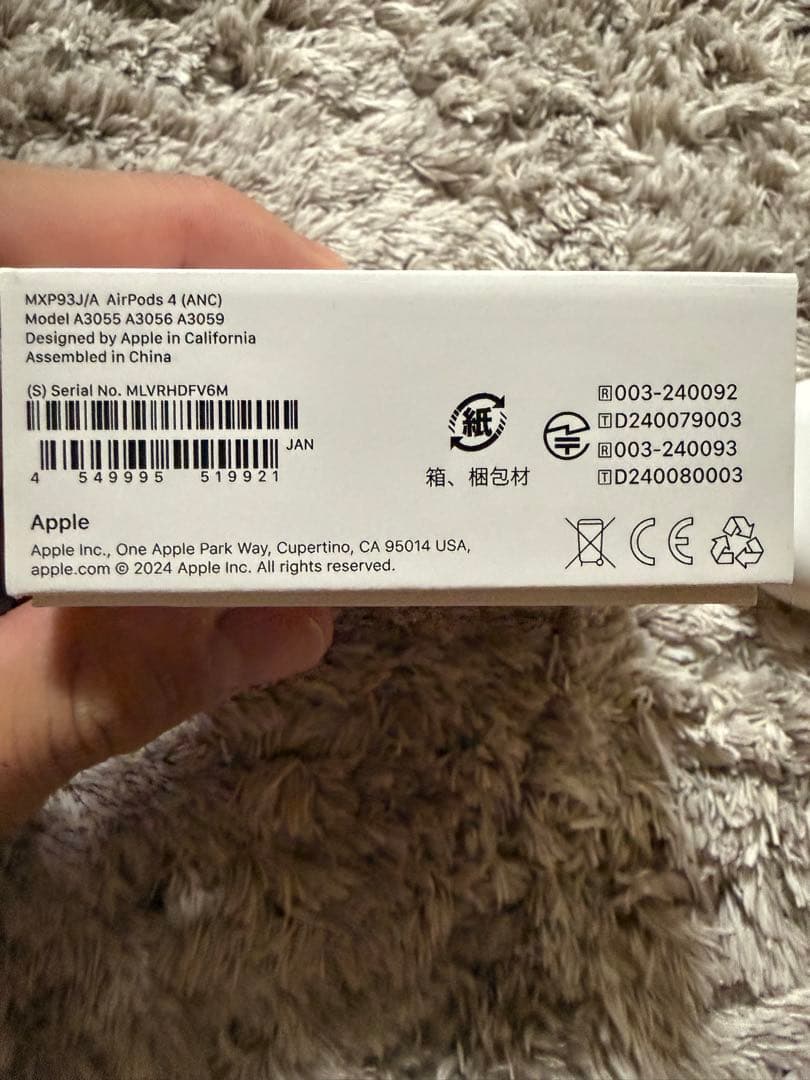 MXP93J/A AirPods 4 (ANC)
Model A3055 A3056 A3059
Designed by Apple in California
Assembled in China
(S) Serial No. MLVRHDFV6M
JAN
4 549995 519921
紙
箱、梱包材
R003-240092
TD240079003
R003-240093
TD240080003
Apple
Apple Inc., One Apple Park Way, Cupertino, CA 95014 USA,
apple.com © 2024 Apple Inc. All rights reserved.
CE